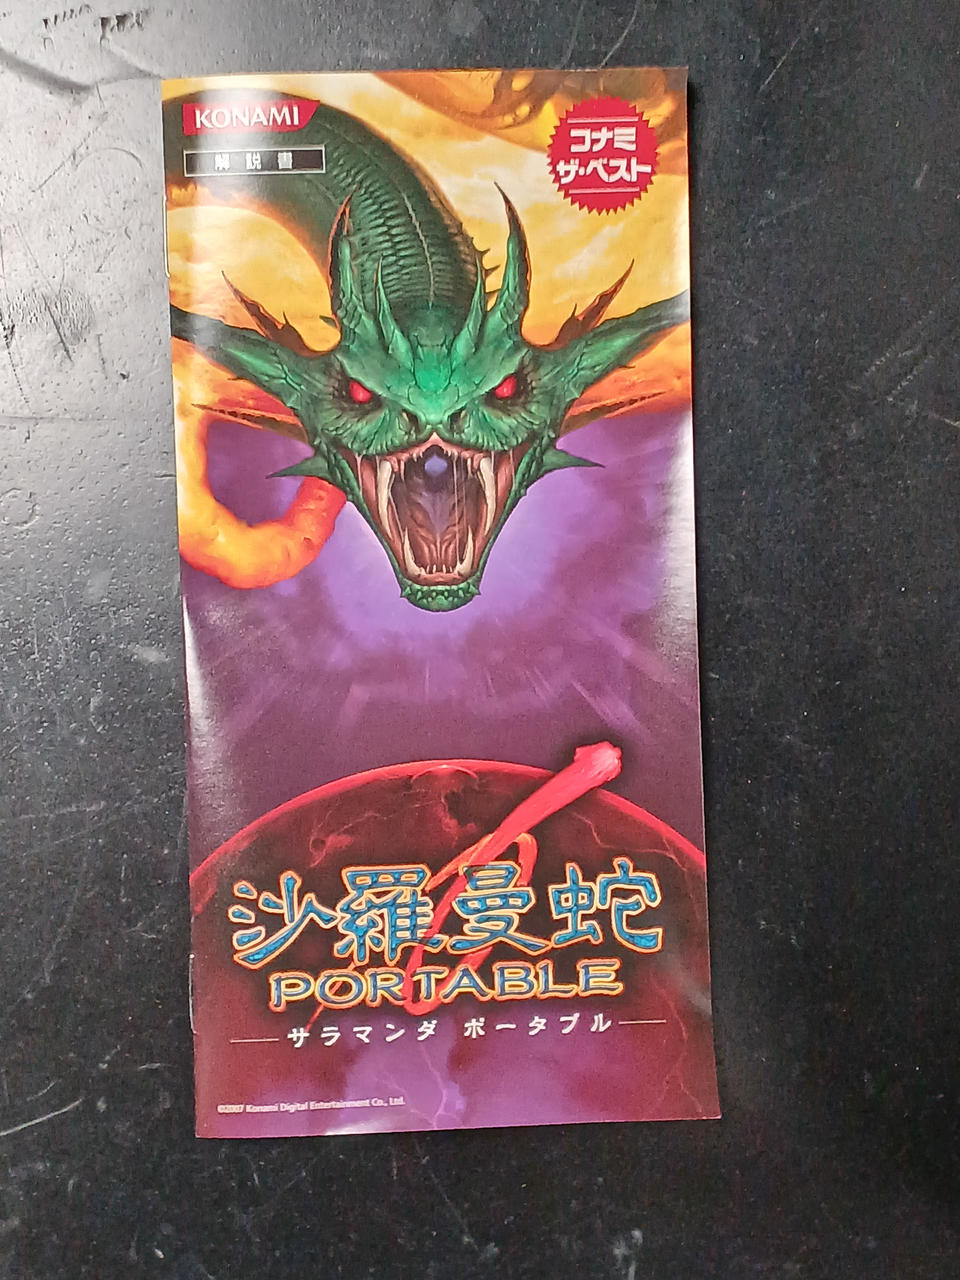 KONAMI
解説書
コナミ
ザ・ベスト
沙羅曼蛇
PORTABLE
サラマンダ ポータブル
©2007 Konami Digital Entertainment Co., Ltd.